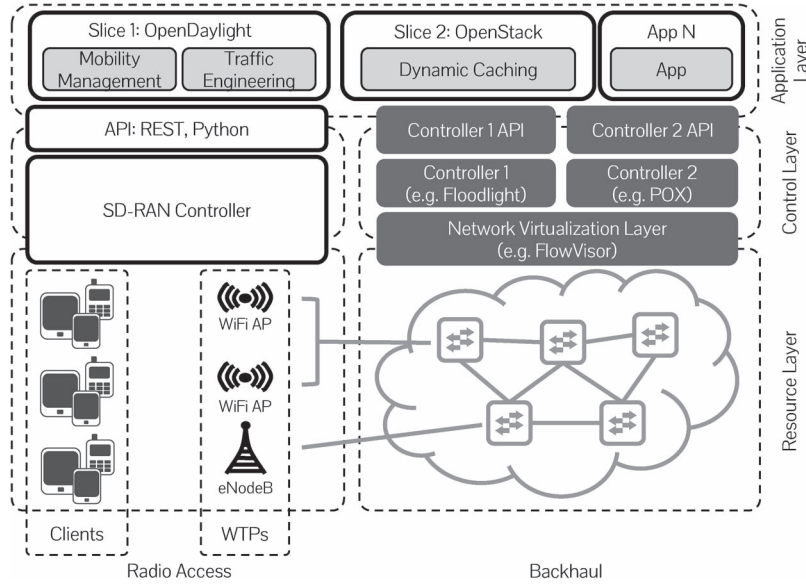 Slice 1: OpenDaylight
Mobility
Management
Traffic
Engineering
Slice 2: OpenStack
Dynamic Caching
App N
App
Application
Layer
API: REST, Python
SD-RAN Controller
Controller 1 API
Controller 2 API
Controller 1
(e.g. Floodlight)
Controller 2
(e.g. POX)
Network Virtualization Layer
(e.g. FlowVisor)
Control Layer
WiFi AP
WiFi AP
eNodeB
Resource Layer
Clients
WTPs
Radio Access
Backhaul